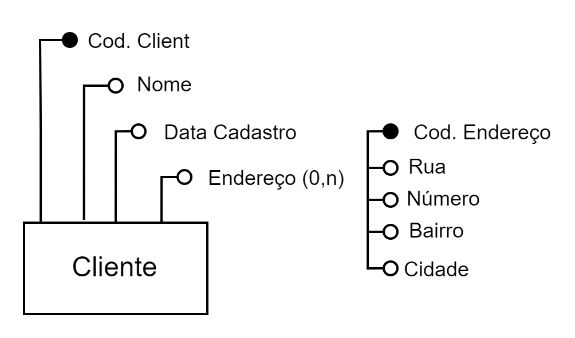 Cod. Client
Nome
Data Cadastro
Endereço (0,n)
Cliente
Cod. Endereço
Rua
Número
Bairro
Cidade